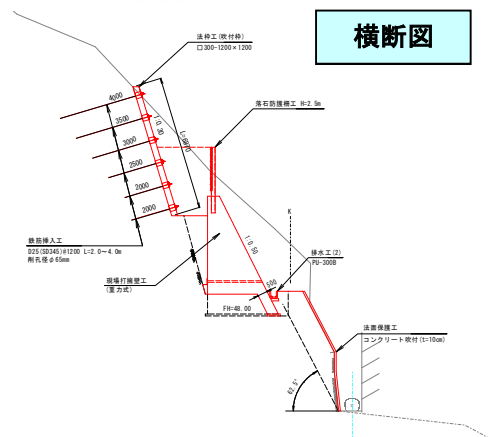 横断図
法枠工(吹付枠)
□300-1200×1200
落石防護柵工 H=2.5m
4000
3500
3000
2500
2000
2000
1:0.30
鉄筋挿入工
D25(SD345)@1200 L=2.0～4.0m
削孔径φ65mm
現場打擁壁工
(重力式)
1:0.50
K
排水工(2)
PU-300B
500
FH=48.00
法面保護工
コンクリート吹付(t=10cm)
62.5°